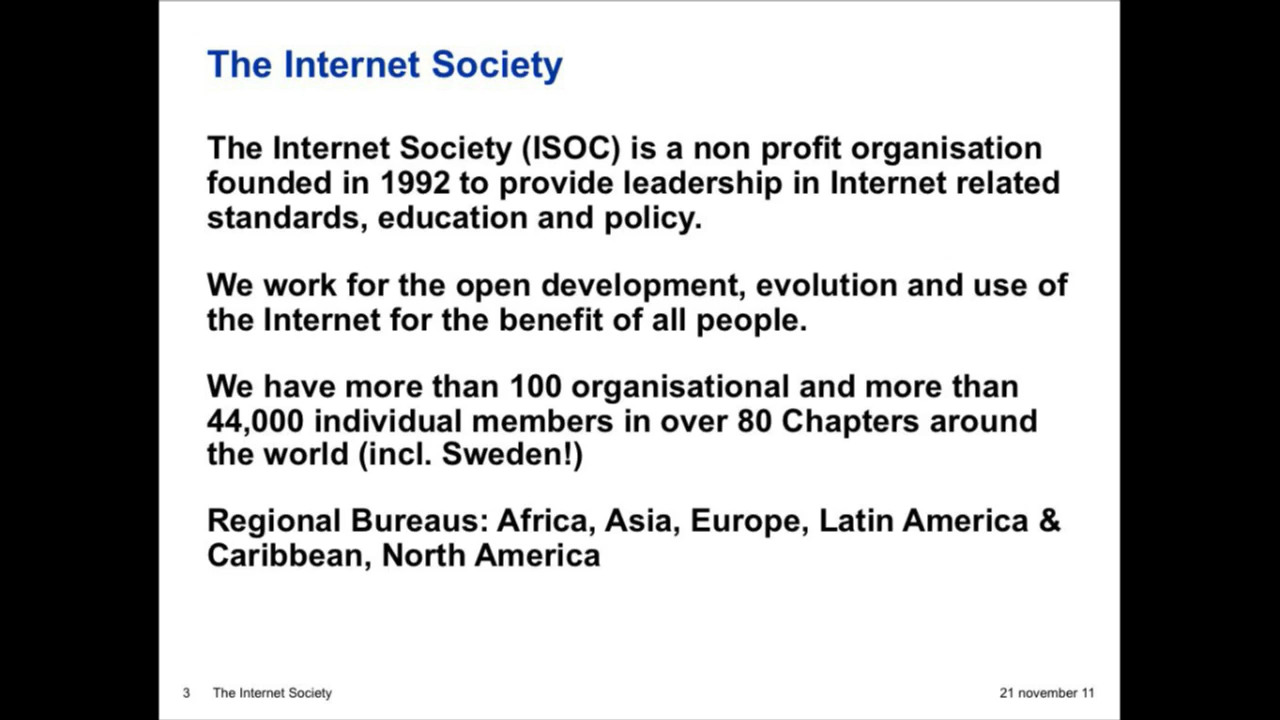 The Internet Society
The Internet Society (ISOC) is a non profit organisation
founded in 1992 to provide leadership in Internet related
standards, education and policy.
We work for the open development, evolution and use of
the Internet for the benefit of all people.
We have more than 100 organisational and more than
44,000 individual members in over 80 Chapters around
the world (incl. Sweden!)
Regional Bureaus: Africa, Asia, Europe, Latin America &
Caribbean, North America
3 The Internet Society 21 november 11